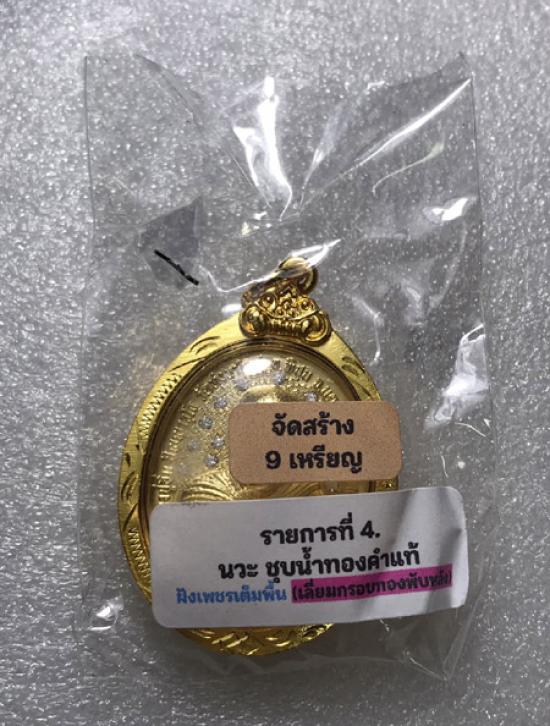 จัดสร้าง
9 เหรียญ
รายการที่ 4.
นวะ ชุบน้ำทองคำแท้
ฝังเพชรเต็มพื้น (เลี่ยมกรอบทองพับหลัง)